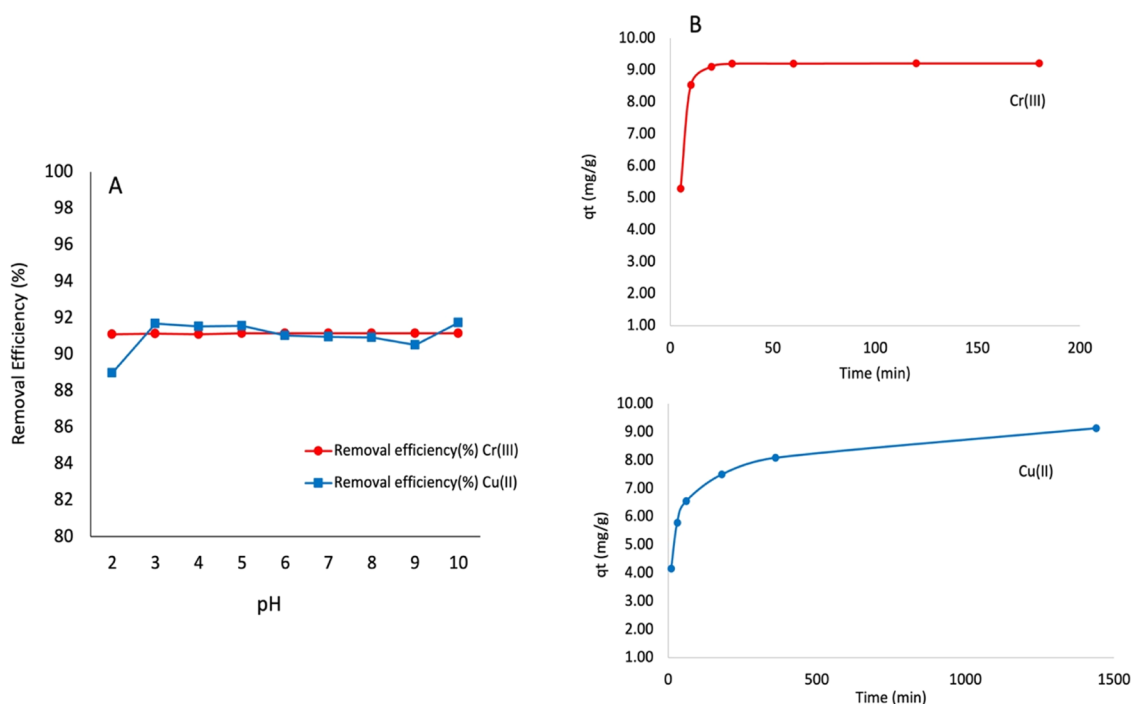 A
100
98
96
94
92
90
88
86
84
82
80
Removal Efficiency (%)
Removal efficiency(%) Cr(III)
Removal efficiency(%) Cu(II)
2 3 4 5 6 7 8 9 10
pH
B
10.00
9.00
8.00
7.00
6.00
5.00
4.00
3.00
2.00
1.00
qt (mg/g)
Cr(III)
0 50 100 150 200
Time (min)
10.00
9.00
8.00
7.00
6.00
5.00
4.00
3.00
2.00
1.00
qt (mg/g)
Cu(II)
0 500 1000 1500
Time (min)